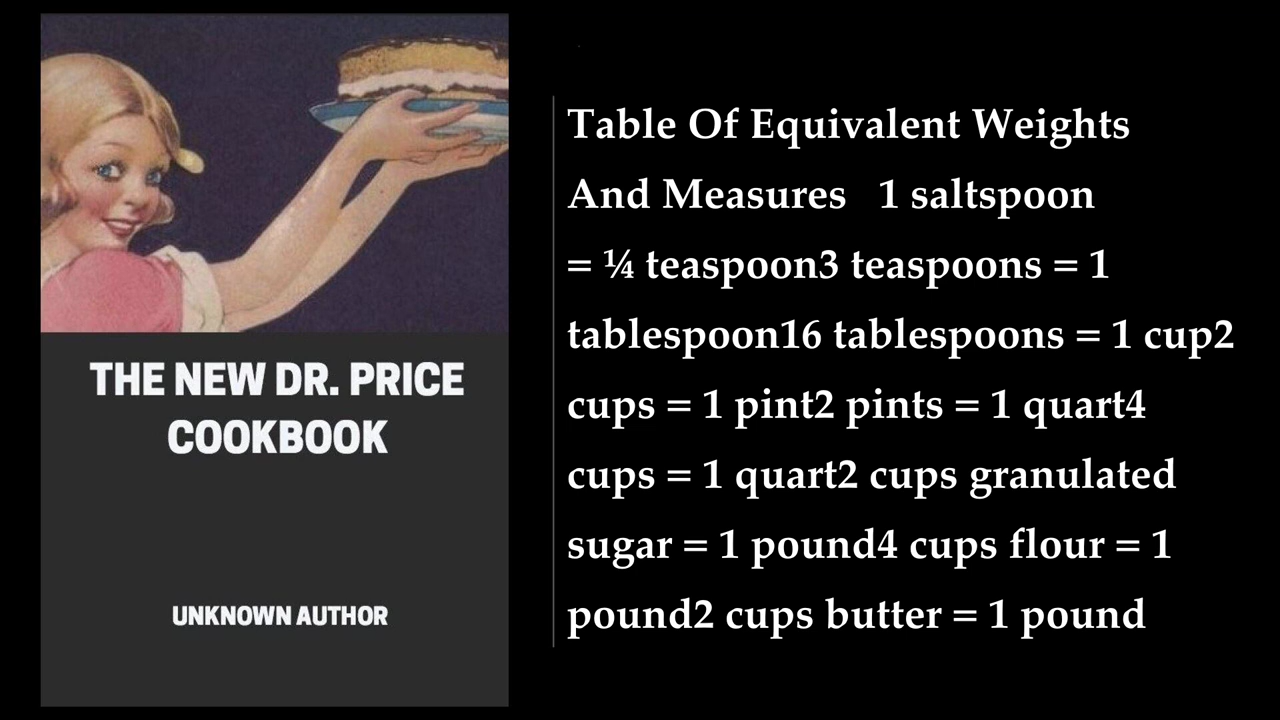 THE NEW DR. PRICE
COOKBOOK
UNKNOWN AUTHOR
Table Of Equivalent Weights
And Measures   1 saltspoon
= ¼ teaspoon3 teaspoons = 1
tablespoon16 tablespoons = 1 cup2
cups = 1 pint2 pints = 1 quart4
cups = 1 quart2 cups granulated
sugar = 1 pound4 cups flour = 1
pound2 cups butter = 1 pound